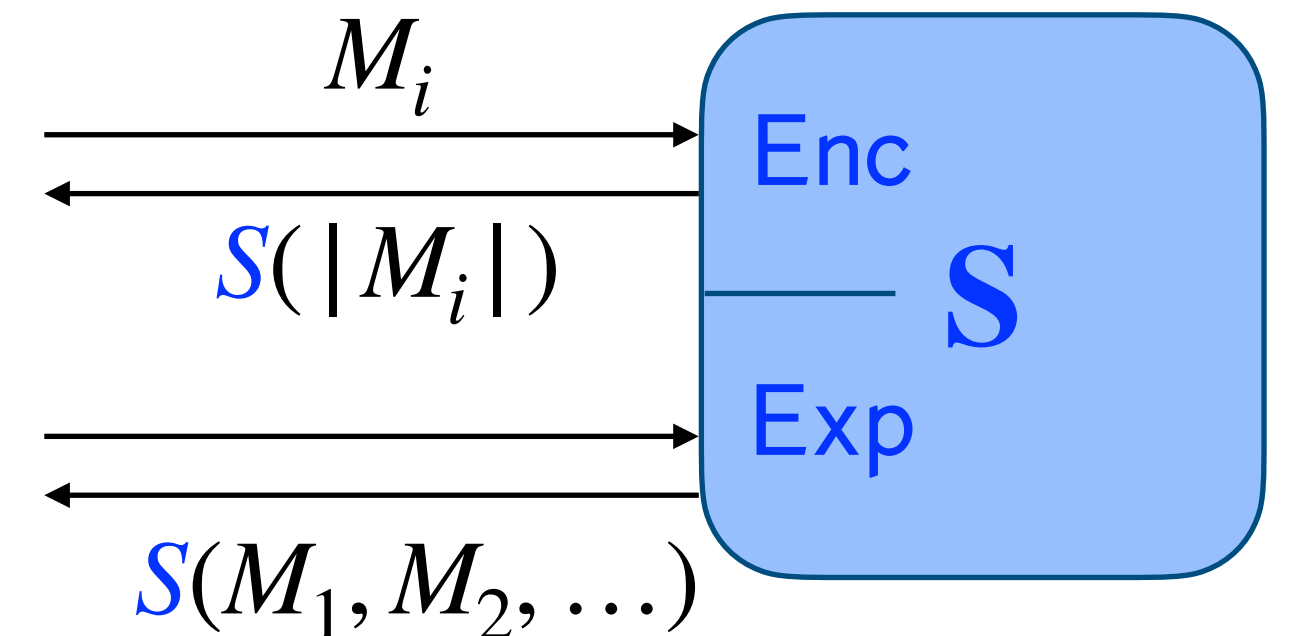 M_i
Enc
S(|M_i|)
S
Exp
S(M_1, M_2, …)